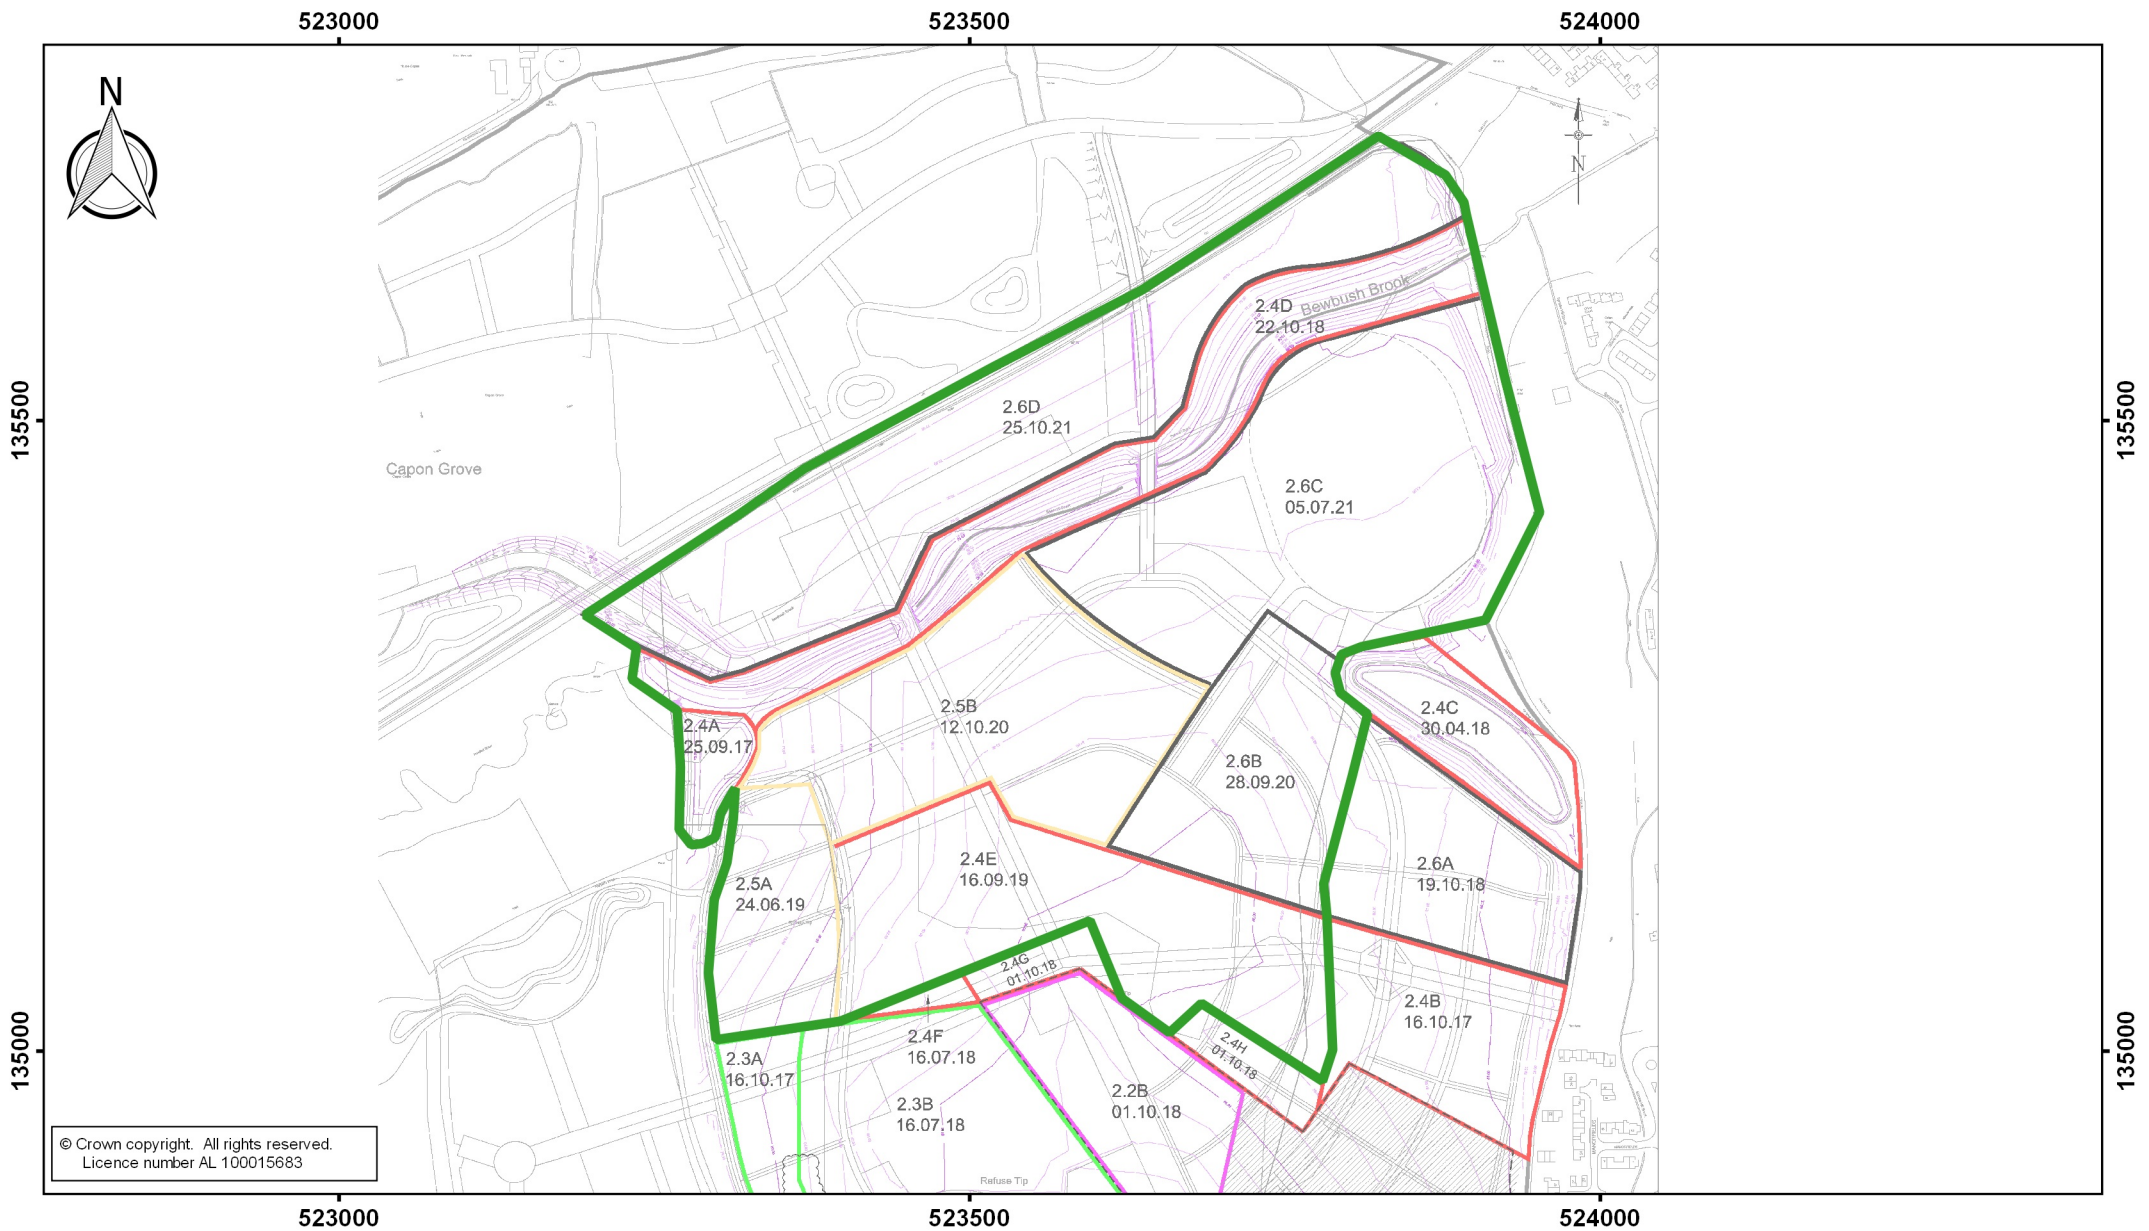 523000
523500
524000
N
N
Bewbush Brook
2.4D
22.10.18
2.6D
25.10.21
135500
135500
Capon Grove
2.6C
05.07.21
2.5B
12.10.20
2.4C
30.04.18
2.4A
25.09.17
2.6B
28.09.20
2.4E
16.09.19
2.6A
19.10.18
2.5A
24.06.19
2.4G
01.10.18
2.4B
16.10.17
2.4F
16.07.18
2.4H
01.10.18
135000
135000
2.3A
16.10.17
2.3B
16.07.18
2.2B
01.10.18
© Crown copyright. All rights reserved.
Licence number AL 100015683
Refuse Tip
523000
523500
524000